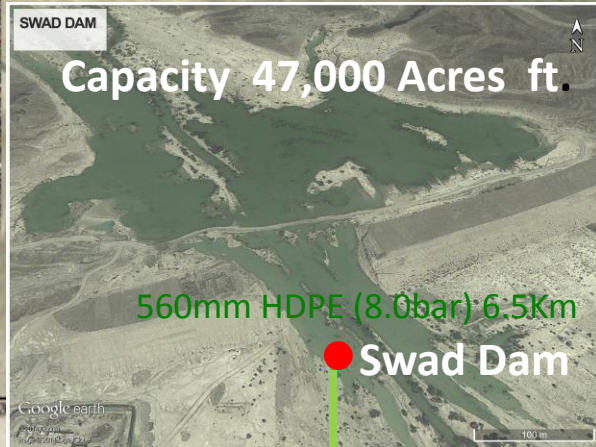 SWAD DAM
N
Capacity 47,000 Acres ft.
560mm HDPE (8.0bar) 6.5Km
Swad Dam
Google earth
100 m